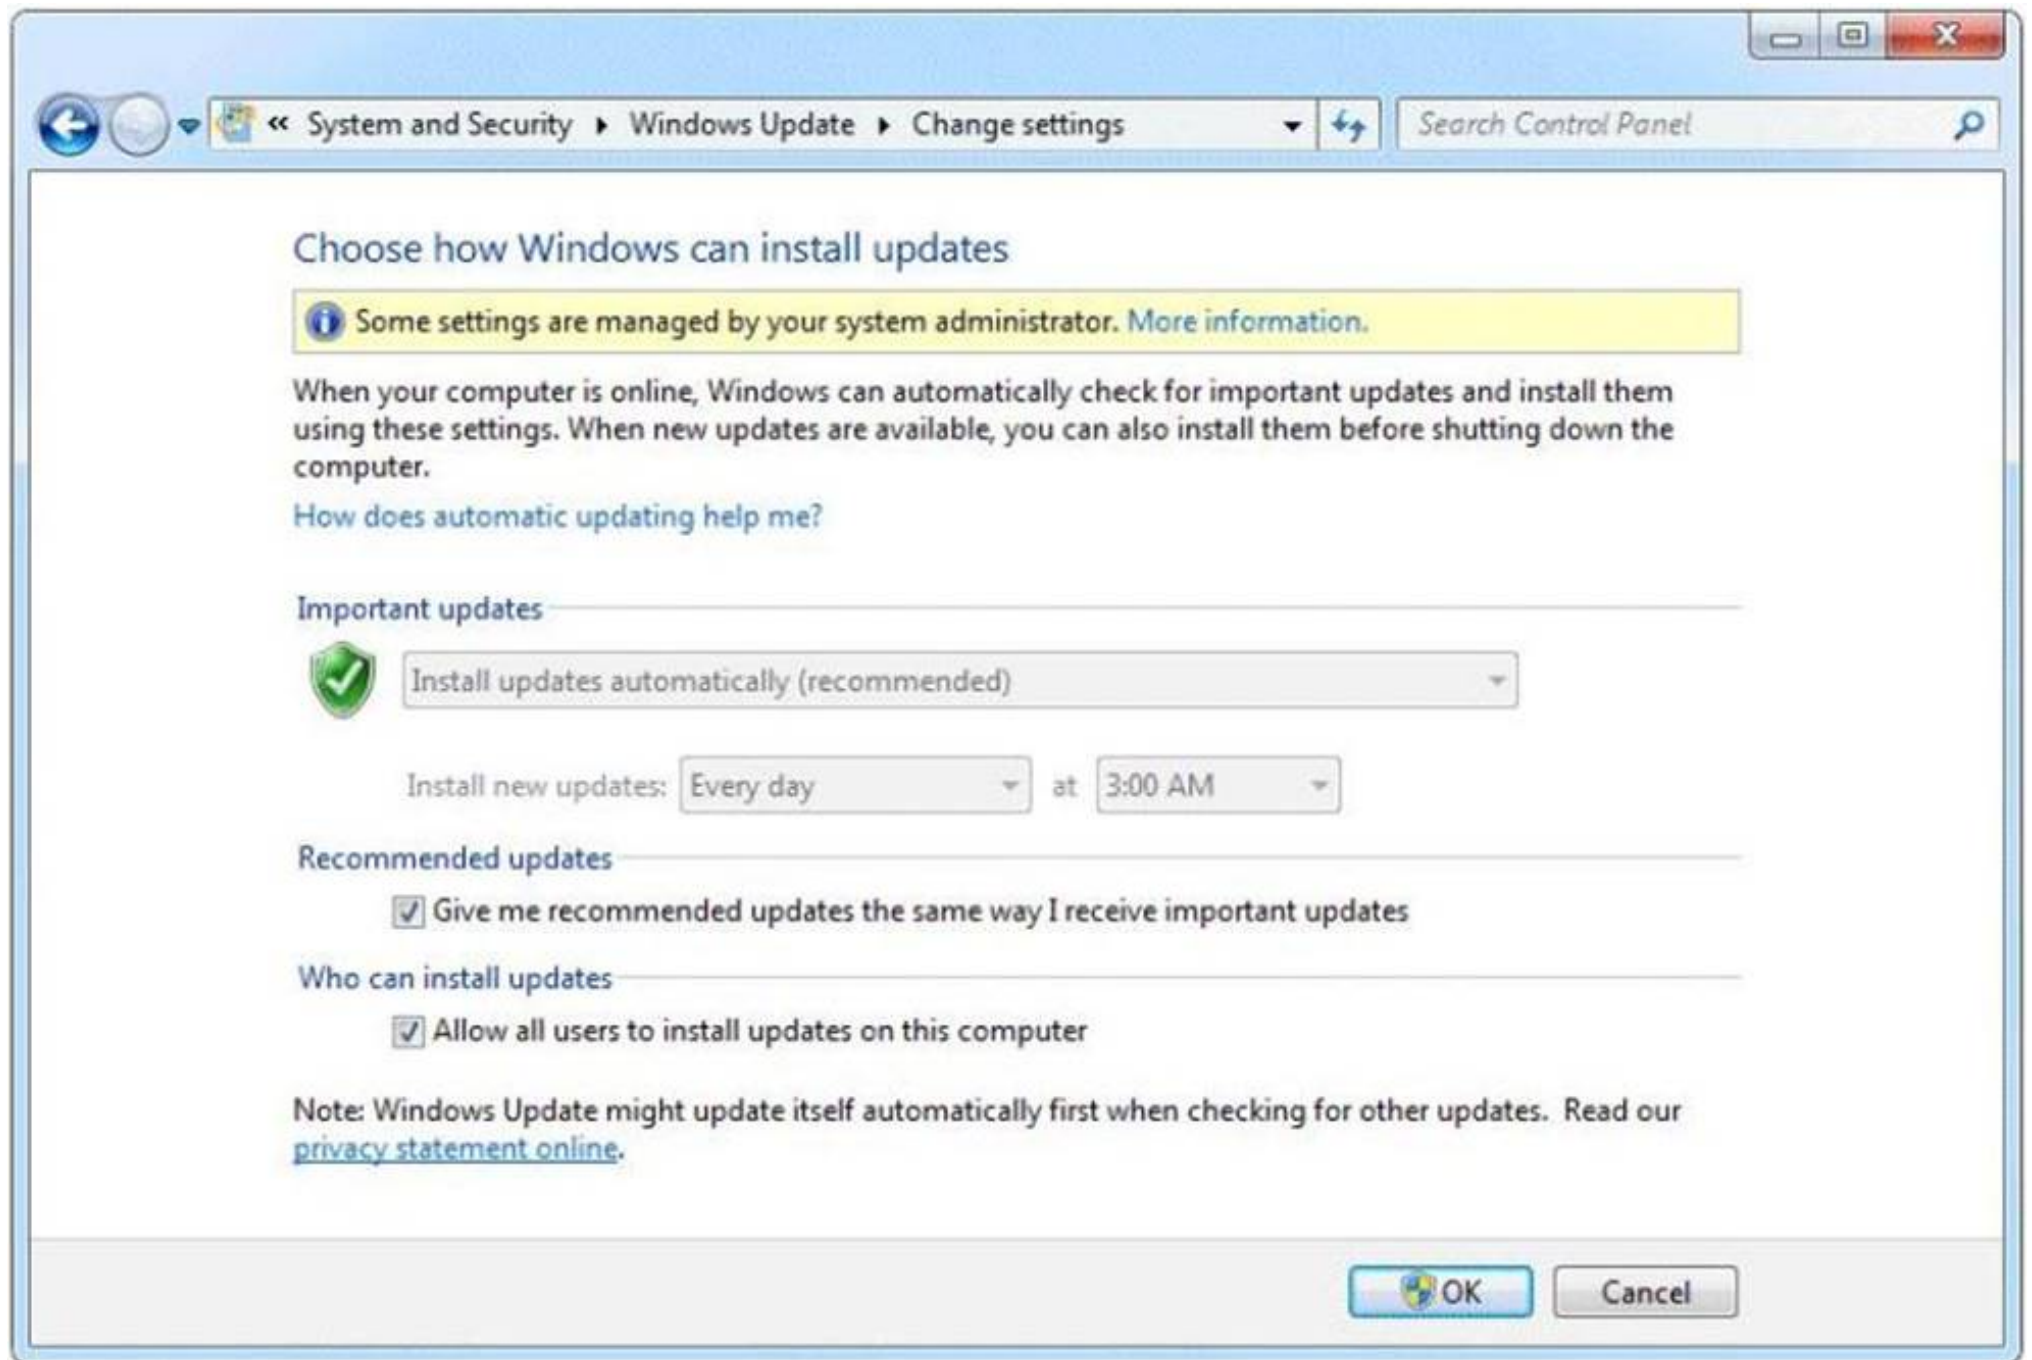 « System and Security ▸ Windows Update ▸ Change settings
Search Control Panel
Choose how Windows can install updates
Some settings are managed by your system administrator. More information.
When your computer is online, Windows can automatically check for important updates and install them
using these settings. When new updates are available, you can also install them before shutting down the
computer.
How does automatic updating help me?
Important updates
Install updates automatically (recommended)
Install new updates: Every day at 3:00 AM
Recommended updates
Give me recommended updates the same way I receive important updates
Who can install updates
Allow all users to install updates on this computer
Note: Windows Update might update itself automatically first when checking for other updates. Read our
privacy statement online.
OK Cancel